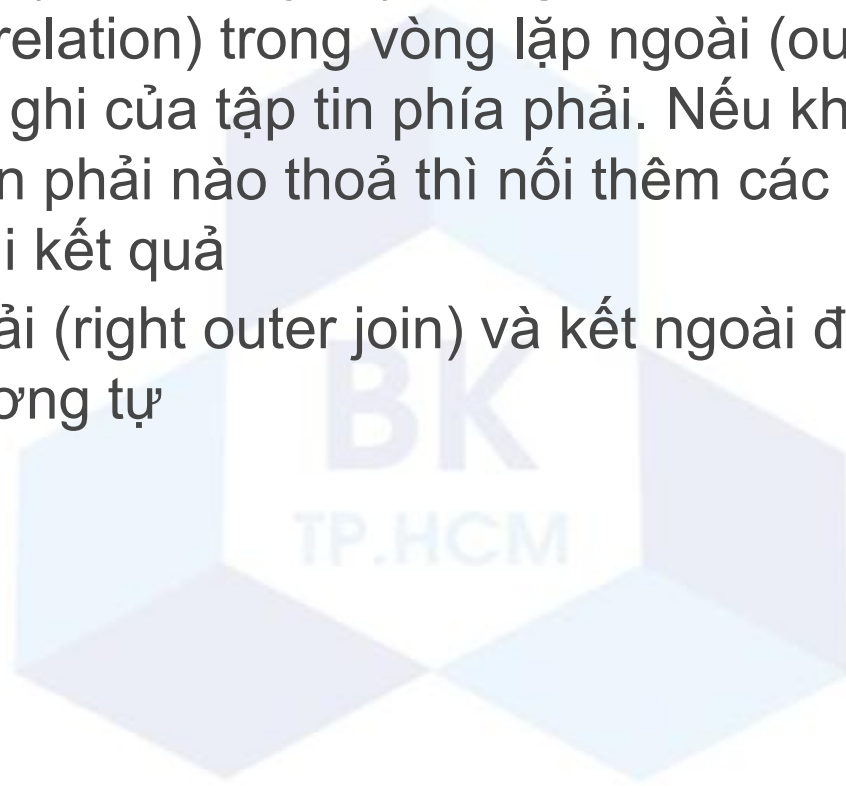 relation) trong vòng lặp ngoài (ou
ghi của tập tin phía phải. Nếu kh
n phải nào thoả thì nối thêm các
i kết quả
ải (right outer join) và kết ngoài đ
ơng tự
BK
TP.HCM